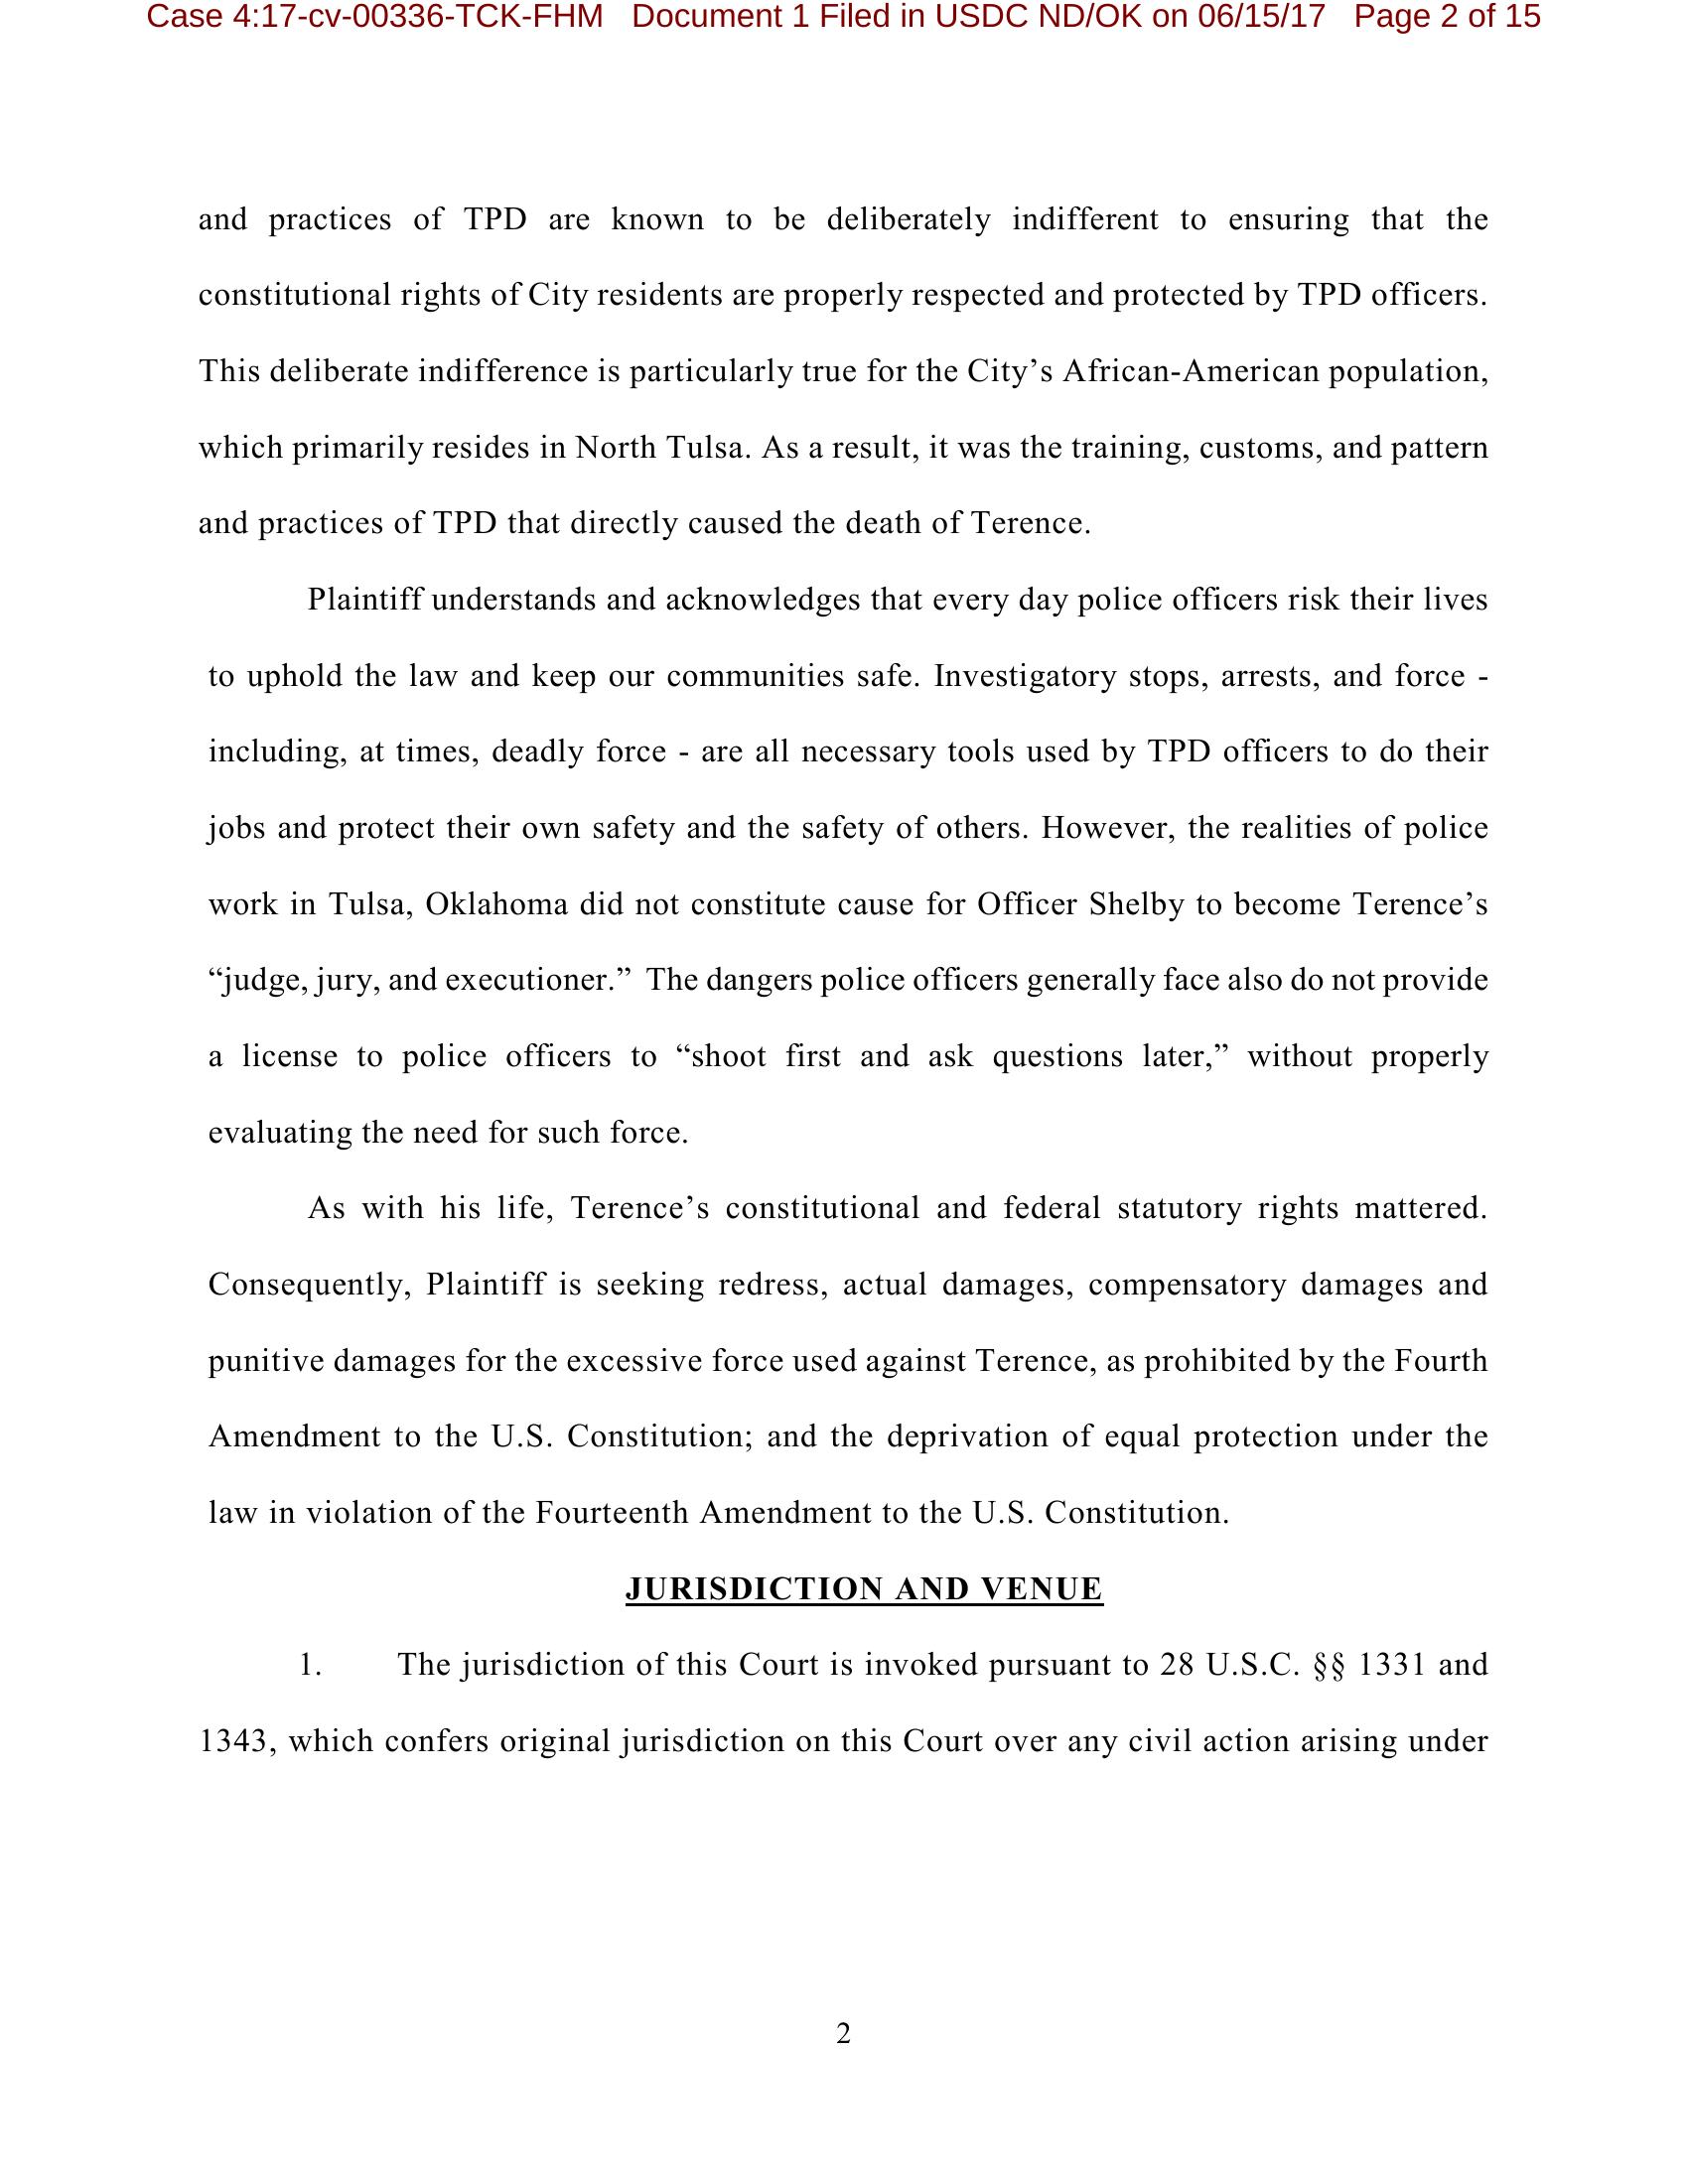 Case 4:17-cv-00336-TCK-FHM Document 1 Filed in USDC ND/OK on 06/15/17 Page 2 of 15
and practices of TPD are known to be deliberately indifferent to ensuring that the
constitutional rights of City residents are properly respected and protected by TPD officers.
This deliberate indifference is particularly true for the City’s African-American population,
which primarily resides in North Tulsa. As a result, it was the training, customs, and pattern
and practices of TPD that directly caused the death of Terence.
Plaintiff understands and acknowledges that every day police officers risk their lives
to uphold the law and keep our communities safe. Investigatory stops, arrests, and force -
including, at times, deadly force - are all necessary tools used by TPD officers to do their
jobs and protect their own safety and the safety of others. However, the realities of police
work in Tulsa, Oklahoma did not constitute cause for Officer Shelby to become Terence’s
“judge, jury, and executioner.” The dangers police officers generally face also do not provide
a license to police officers to “shoot first and ask questions later,” without properly
evaluating the need for such force.
As with his life, Terence’s constitutional and federal statutory rights mattered.
Consequently, Plaintiff is seeking redress, actual damages, compensatory damages and
punitive damages for the excessive force used against Terence, as prohibited by the Fourth
Amendment to the U.S. Constitution; and the deprivation of equal protection under the
law in violation of the Fourteenth Amendment to the U.S. Constitution.
JURISDICTION AND VENUE
1. The jurisdiction of this Court is invoked pursuant to 28 U.S.C. §§ 1331 and
1343, which confers original jurisdiction on this Court over any civil action arising under
2